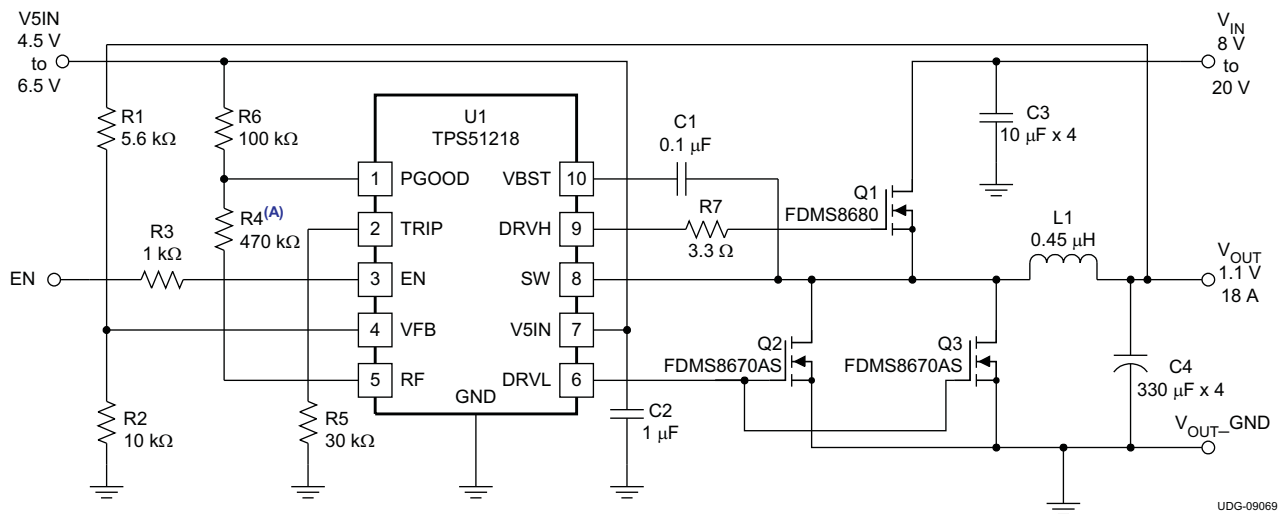 V5IN
4.5 V
to
6.5 V
VIN
8 V
to
20 V
R1
5.6 kΩ
R6
100 kΩ
U1
TPS51218
C1
0.1 μF
C3
10 μF x 4
1 PGOOD
VBST 10
Q1
FDMS8680
R4(A)
470 kΩ
2 TRIP
DRVH 9
R7
3.3 Ω
L1
0.45 μH
R3
1 kΩ
EN
3 EN
SW 8
VOUT
1.1 V
18 A
4 VFB
V5IN 7
Q2
FDMS8670AS
Q3
FDMS8670AS
5 RF
DRVL 6
GND
C4
330 μF x 4
R2
10 kΩ
R5
30 kΩ
C2
1 μF
VOUT_GND
UDG-09069